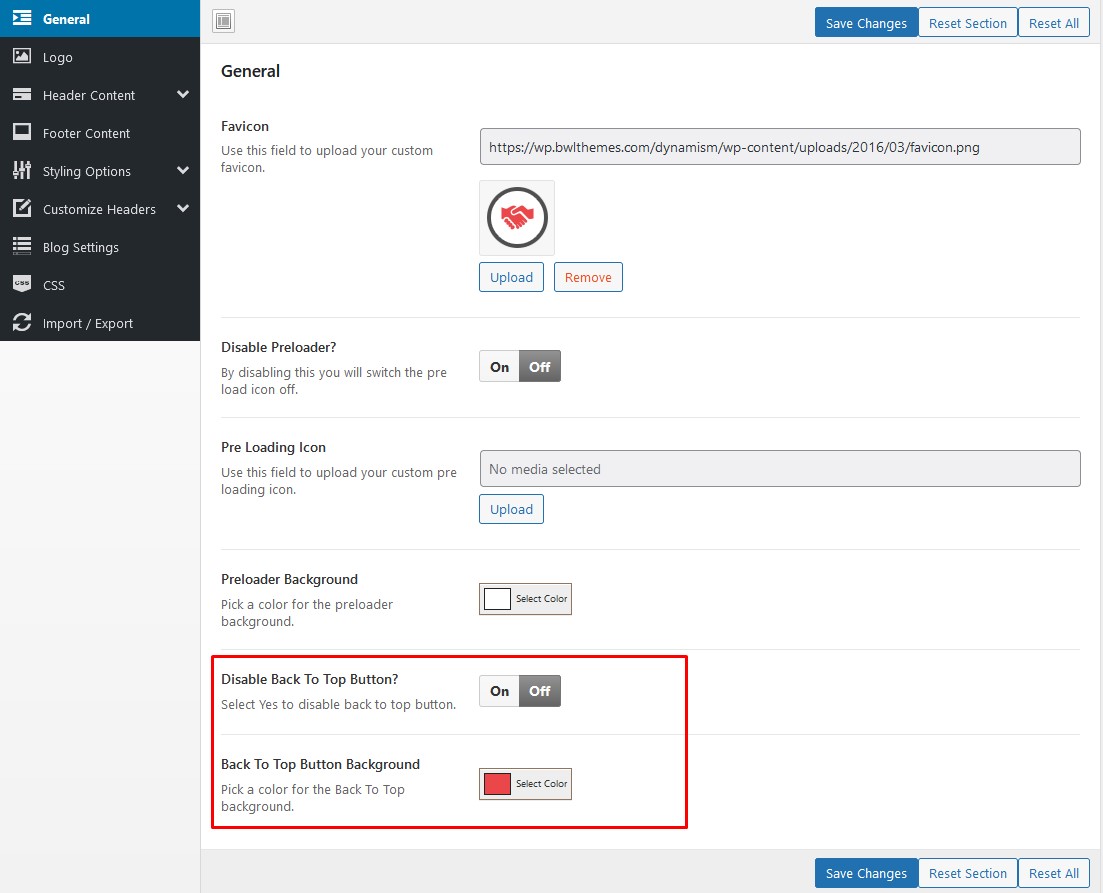 General
Logo
Header Content
Footer Content
Styling Options
Customize Headers
Blog Settings
CSS
CSS
Import / Export
Save Changes
Reset Section
Reset All
General
Favicon
Use this field to upload your custom
favicon.
https://wp.bwlthemes.com/dynamism/wp-content/uploads/2016/03/favicon.png
Upload
Remove
Disable Preloader?
By disabling this you will switch the pre
load icon off.
On
Off
Pre Loading Icon
Use this field to upload your custom pre
loading icon.
No media selected
Upload
Preloader Background
Pick a color for the preloader
background.
Select Color
Disable Back To Top Button?
Select Yes to disable back to top button.
On
Off
Back To Top Button Background
Pick a color for the Back To Top
background.
Select Color
Save Changes
Reset Section
Reset All